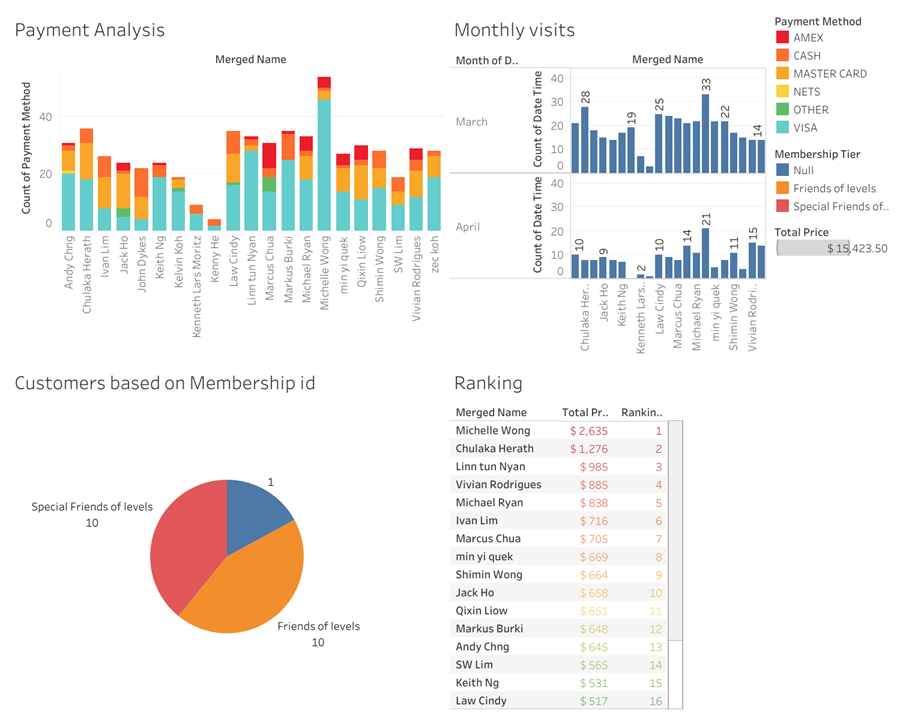 Payment Analysis
Merged Name
Count of Payment Method
40
20
0
Andy Chng
Chulaka Herath
Ivan Lim
Jack Ho
John Dykes
Keith Ng
Kelvin Koh
Kenneth Lars Moritz
Kenny He
Law Cindy
Linn tun Nyan
Marcus Chua
Markus Burki
Michael Ryan
Michelle Wong
min yi quek
Qixin Liow
Shimin Wong
SW Lim
Vivian Rodrigues
zec koh
Monthly visits
Month of D..
Merged Name
March
Count of Date Time
40
30
20
10
0
28
19
25
33
22
14
April
Count of Date Time
40
30
20
10
0
10
9
2
10
14
21
11
15
Chulaka Her..
Jack Ho
Keith Ng
Kenneth Lars..
Law Cindy
Marcus Chua
Michael Ryan
min yi quek
Shimin Wong
Vivian Rodri..
Payment Method
AMEX
CASH
MASTER CARD
NETS
OTHER
VISA
Membership Tier
Null
Friends of levels
Special Friends of..
Total Price
$ 15,423.50
Customers based on Membership id
1
Special Friends of levels
10
Friends of levels
10
Ranking
Merged Name Total Pr.. Rankin..
Michelle Wong $ 2,635 1
Chulaka Herath $ 1,276 2
Linn tun Nyan $ 985 3
Vivian Rodrigues $ 885 4
Michael Ryan $ 838 5
Ivan Lim $ 716 6
Marcus Chua $ 705 7
min yi quek $ 669 8
Shimin Wong $ 664 9
Jack Ho $ 658 10
Qixin Liow $ 651 11
Markus Burki $ 648 12
Andy Chng $ 645 13
SW Lim $ 565 14
Keith Ng $ 531 15
Law Cindy $ 517 16